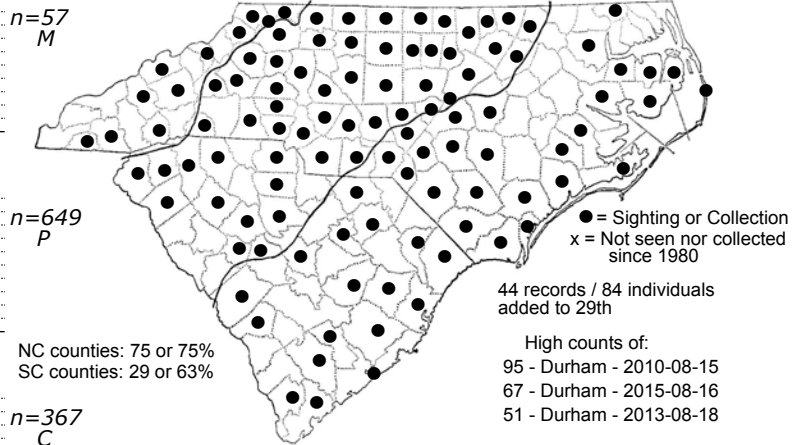 n=57
M
n=649
P
n=367
C
NC counties: 75 or 75%
SC counties: 29 or 63%
= Sighting or Collection
x = Not seen nor collected
since 1980
44 records / 84 individuals
added to 29th
High counts of:
95 - Durham - 2010-08-15
67 - Durham - 2015-08-16
51 - Durham - 2013-08-18